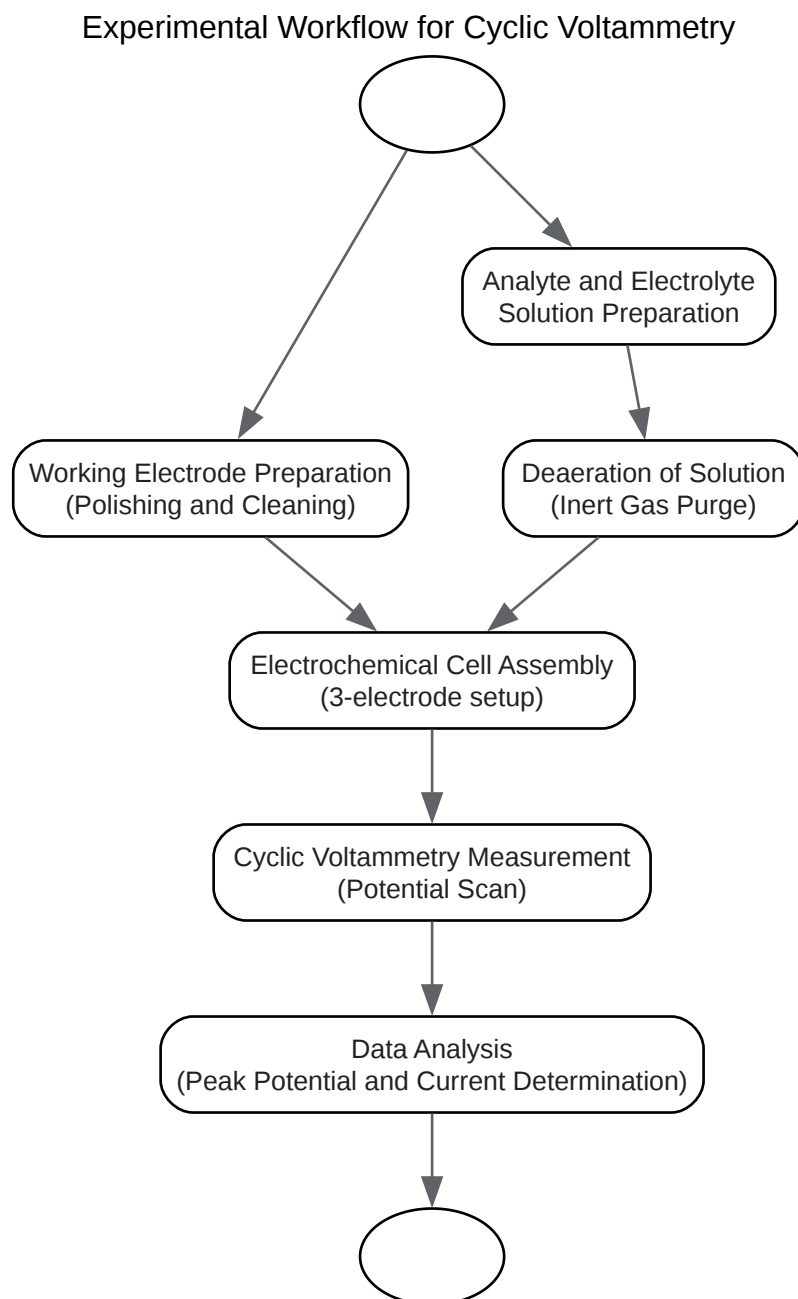 Experimental Workflow for Cyclic Voltammetry
Analyte and Electrolyte
Solution Preparation
Working Electrode Preparation
(Polishing and Cleaning)
Deaeration of Solution
(Inert Gas Purge)
Electrochemical Cell Assembly
(3-electrode setup)
Cyclic Voltammetry Measurement
(Potential Scan)
Data Analysis
(Peak Potential and Current Determination)